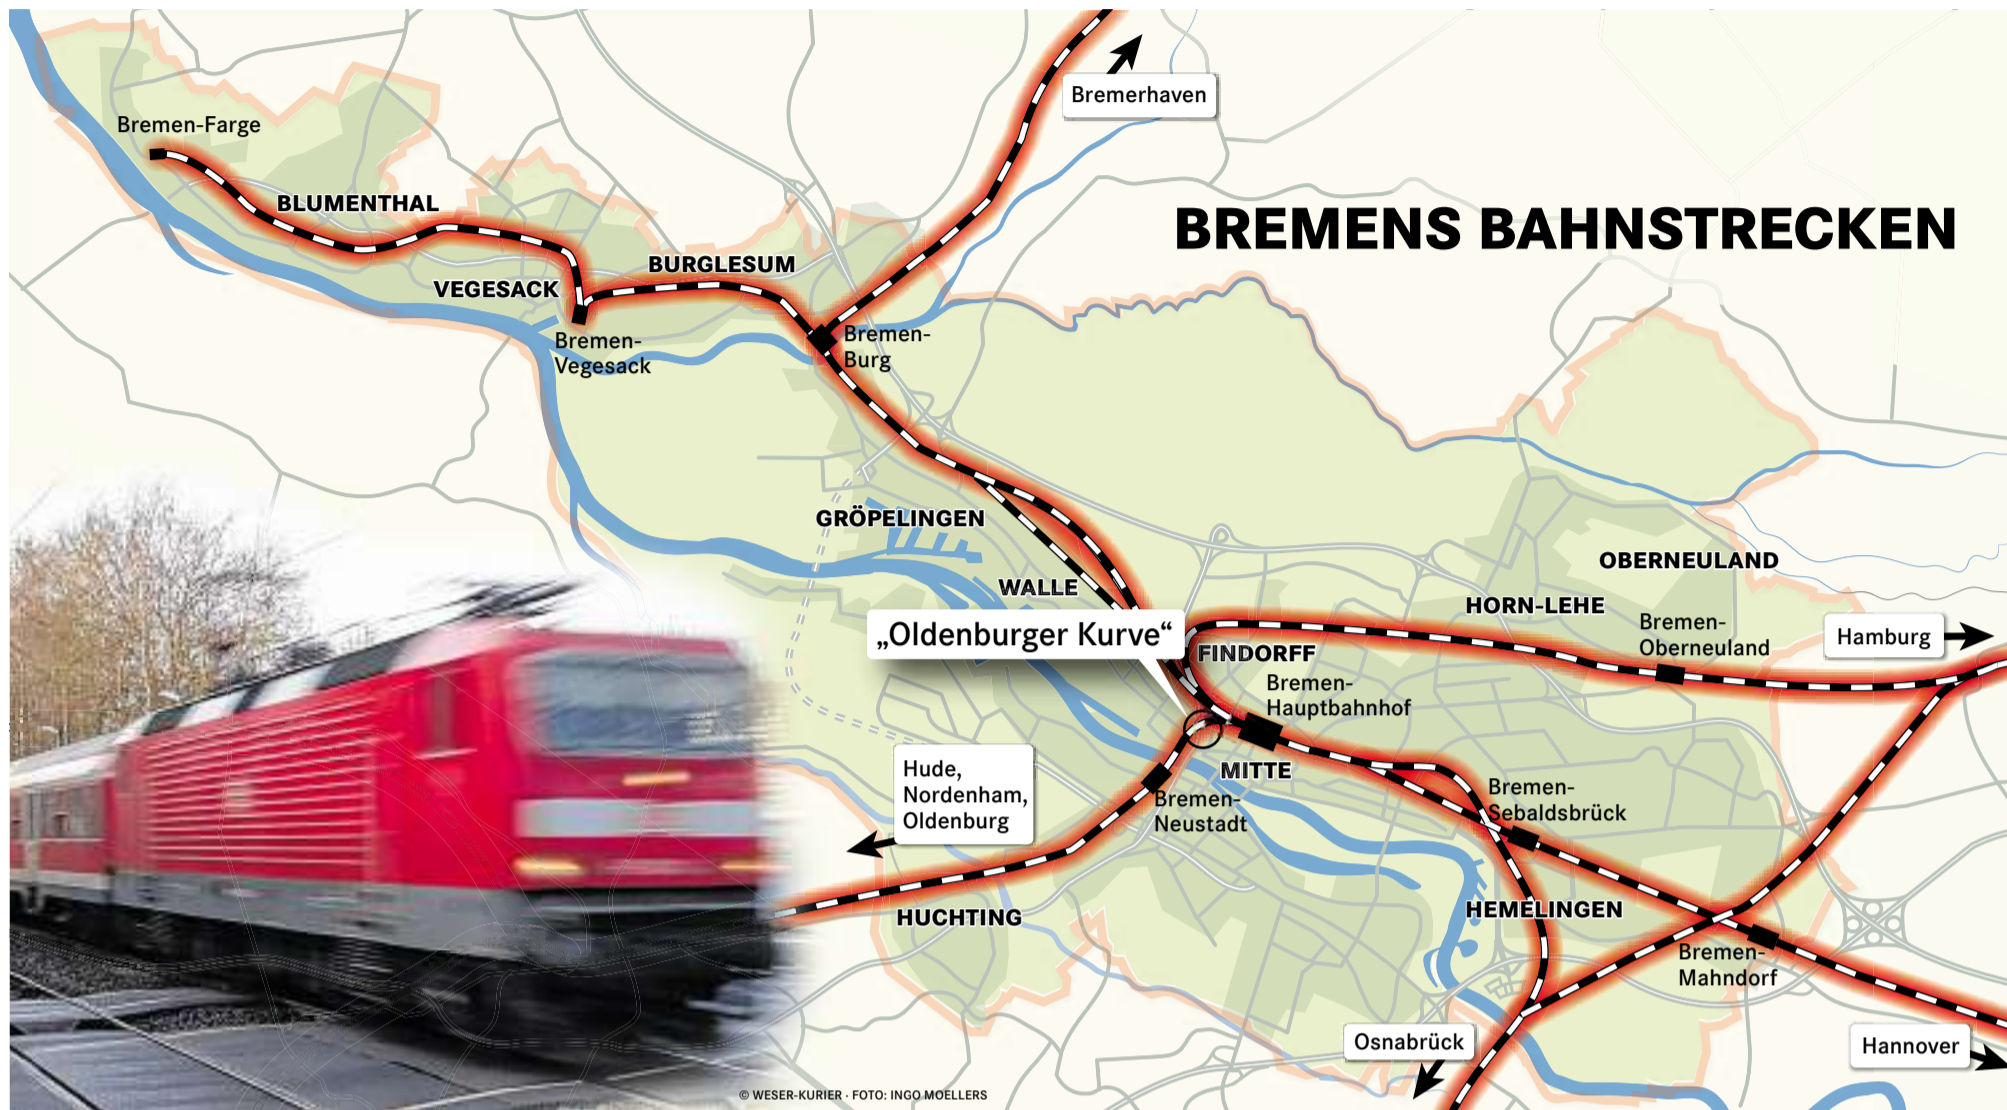 Bremerhaven
Bremen-Farge
BLUMENTHAL
BREMENS BAHNSTRECKEN
BURGLESUM
VEGESACK
Bremen-
Vegesack
Bremen-
Burg
GRÖPELINGEN
OBERNEULAND
WALLE
HORN-LEHE
„Oldenburger Kurve“
Bremen-
Oberneuland
Hamburg
FINDORFF
Bremen-
Hauptbahnhof
Hude,
Nordenham,
Oldenburg
MITTE
Bremen-
Neustadt
Bremen-
Sebaldsbrück
HUCHTING
HEMELINGEN
Bremen-
Mahndorf
Osnabrück
Hannover
© WESER-KURIER · FOTO: INGO MOELLERS